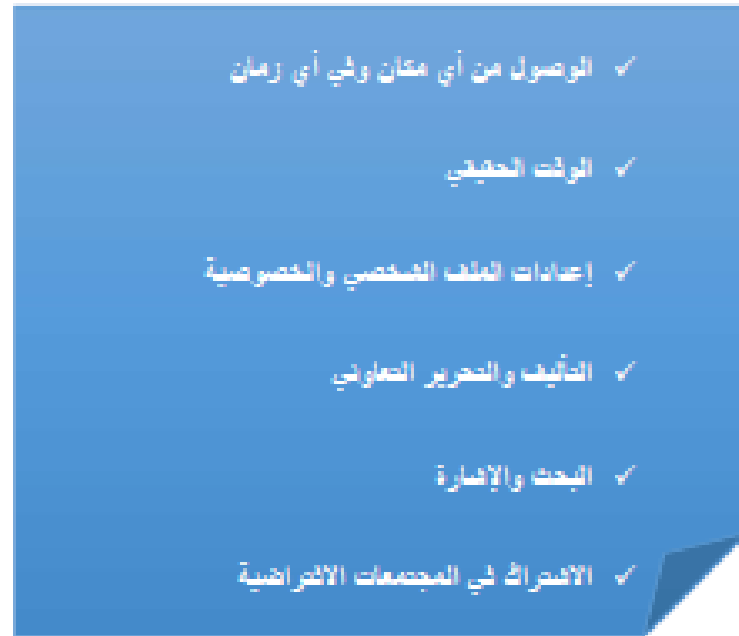 ✓ الوصول من أي مكان وفي أي زمان
✓ الوقت الحقيقي
✓ إعدادات الملف الشخصي والخصوصية
✓ التأليف والتحرير التعاوني
✓ البحث والإشارة
✓ الاشتراك في المجتمعات الافتراضية